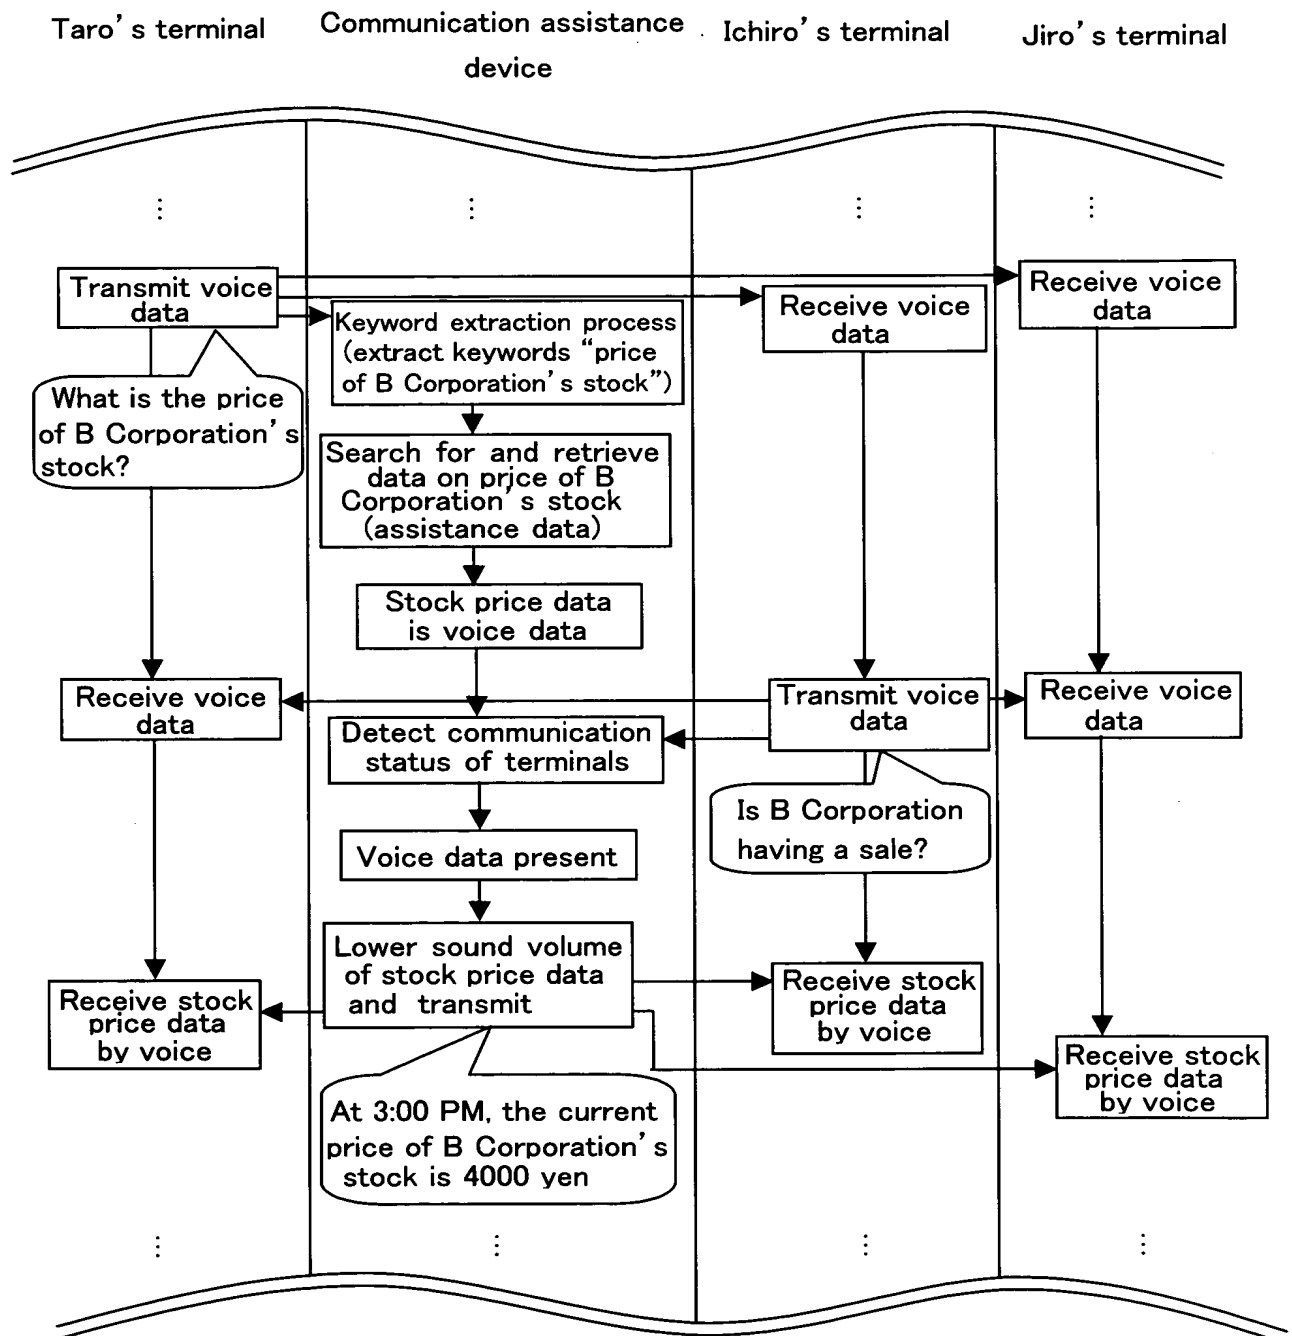 Taro's terminal
Communication assistance
device
Ichiro's terminal
Jiro's terminal
Transmit voice
data
Receive voice
data
Receive voice
data
Keyword extraction process
(extract keywords “price
of B Corporation's stock”)
What is the price
of B Corporation's
stock?
Search for and retrieve
data on price of B
Corporation's stock
(assistance data)
Stock price data
is voice data
Receive voice
data
Transmit voice
data
Receive voice
data
Detect communication
status of terminals
Is B Corporation
having a sale?
Voice data present
Lower sound volume
of stock price data
and transmit
Receive stock
price data
by voice
Receive stock
price data
by voice
Receive stock
price data
by voice
At 3:00 PM, the current
price of B Corporation's
stock is 4000 yen